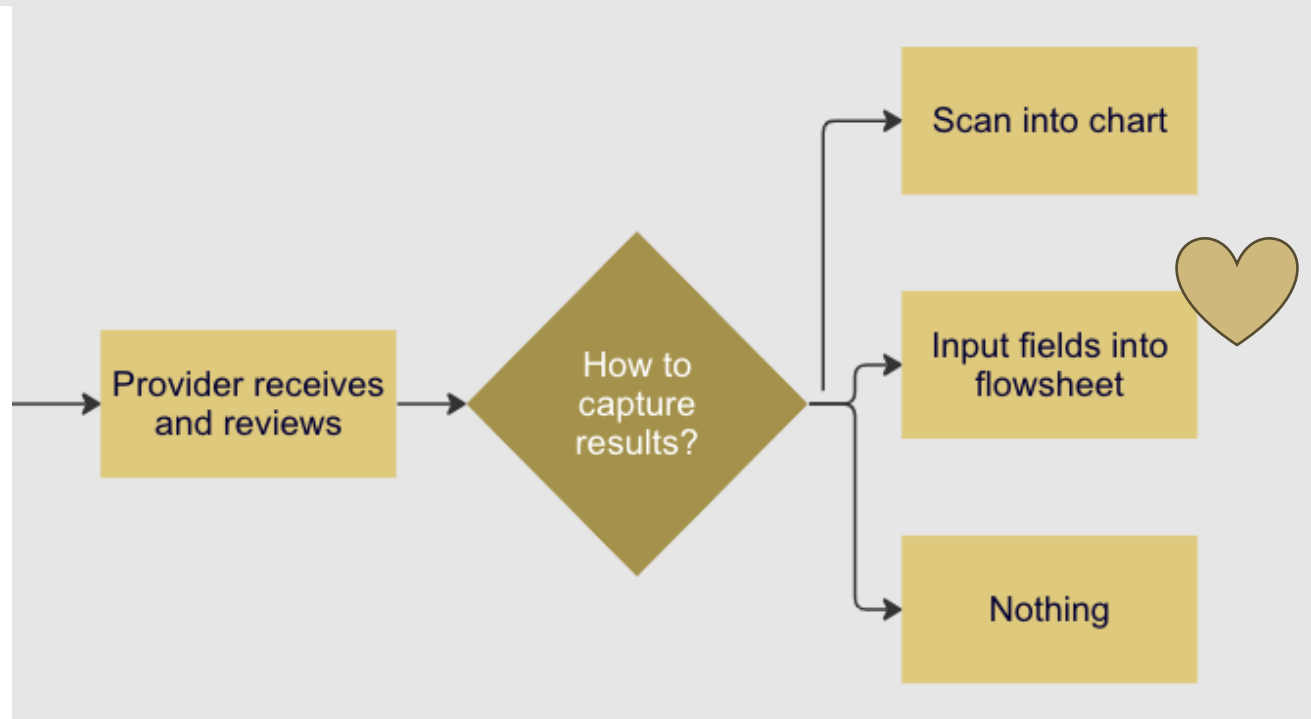 Provider receives
and reviews
How to
capture
results?
Scan into chart
Input fields into
flowsheet
Nothing